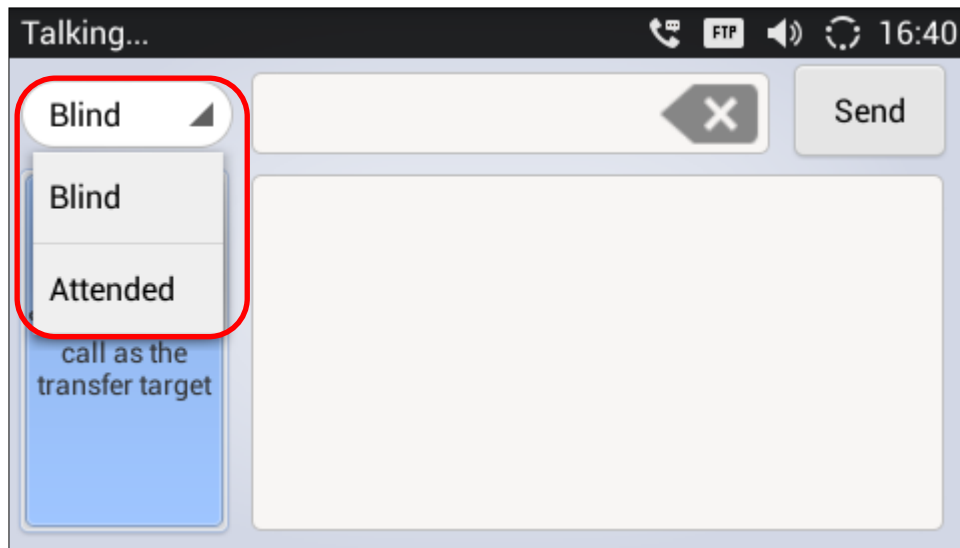 Talking...
FTP
16:40
Blind
Send
Blind
Attended
call as the
transfer target